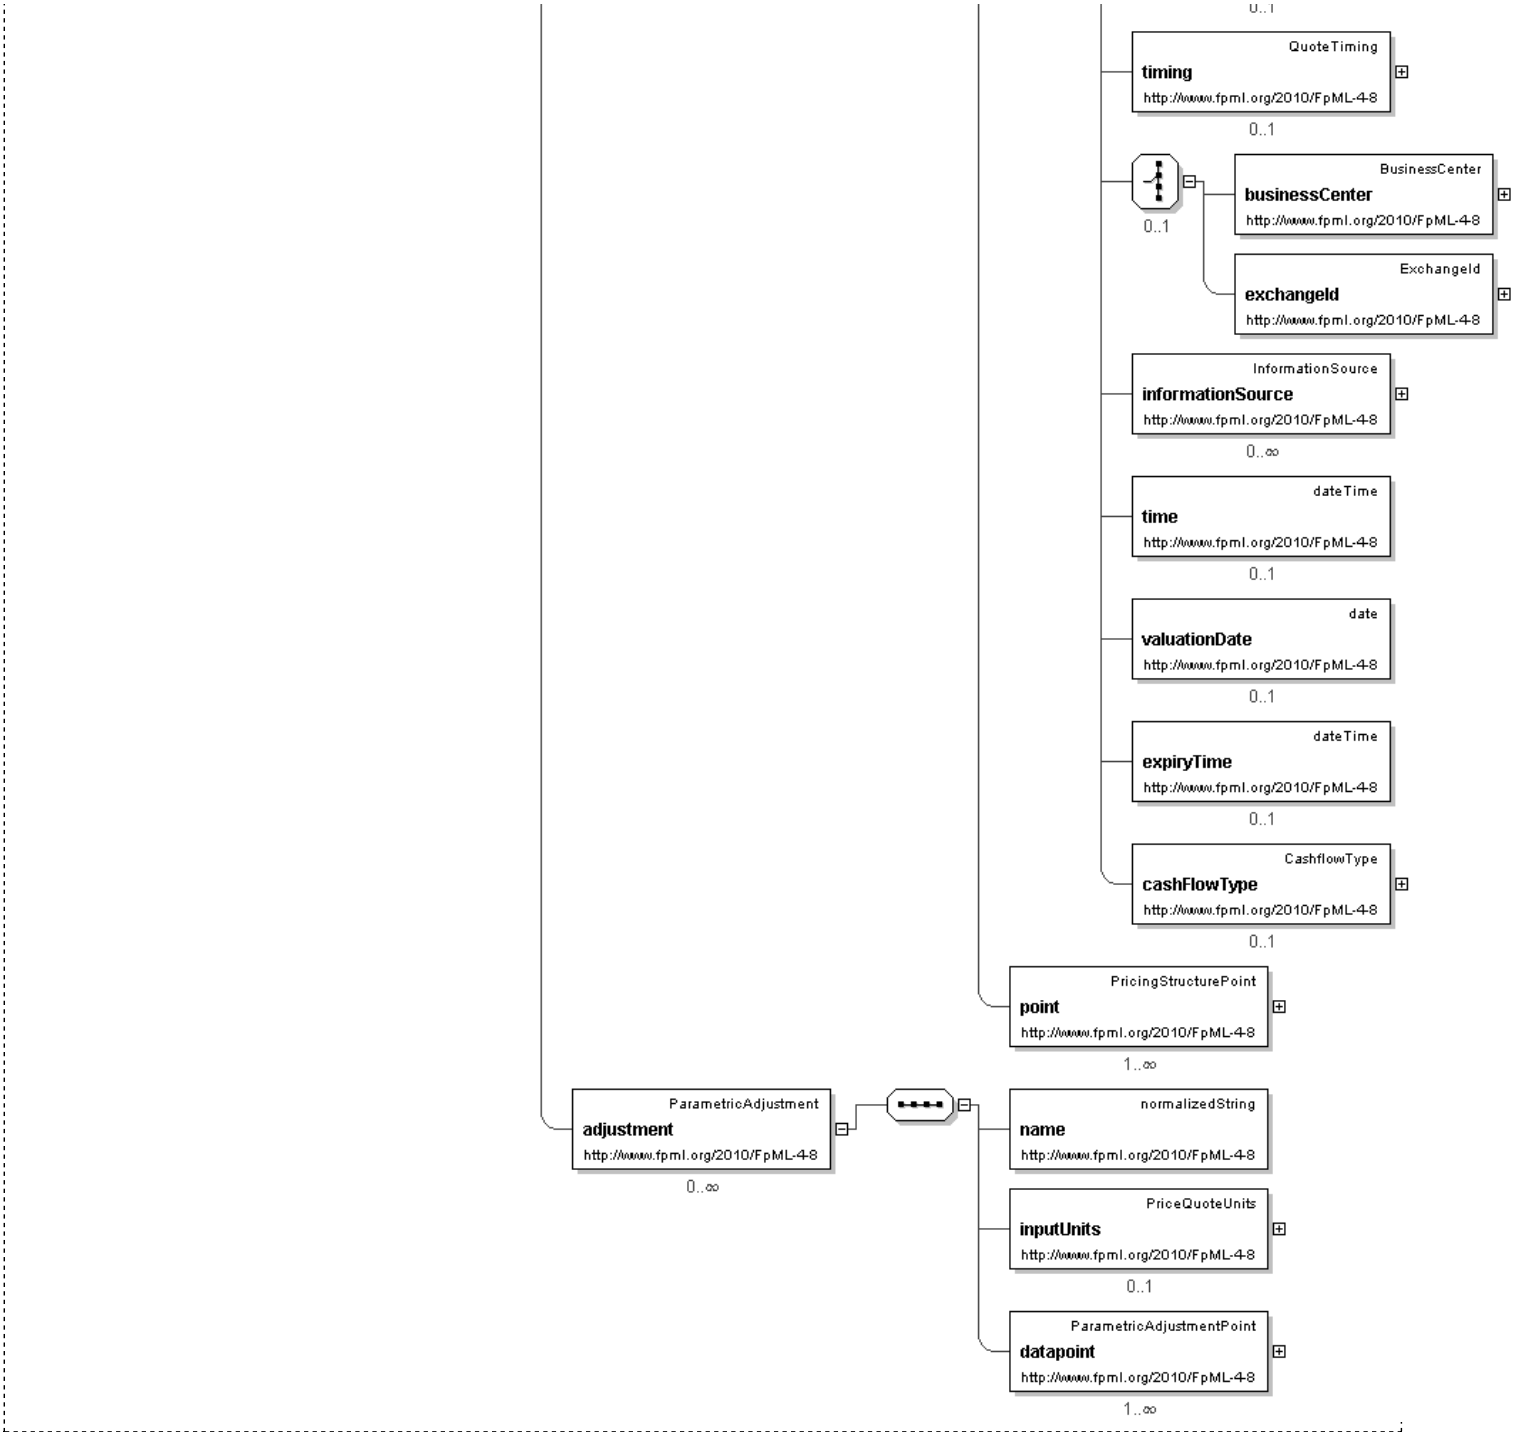 0..1
QuoteTiming
timing
http://www.fpml.org/2010/FpML-4-8
0..1
BusinessCenter
businessCenter
http://www.fpml.org/2010/FpML-4-8
0..1
ExchangeId
exchangeId
http://www.fpml.org/2010/FpML-4-8
InformationSource
informationSource
http://www.fpml.org/2010/FpML-4-8
0..∞
dateTime
time
http://www.fpml.org/2010/FpML-4-8
0..1
date
valuationDate
http://www.fpml.org/2010/FpML-4-8
0..1
dateTime
expiryTime
http://www.fpml.org/2010/FpML-4-8
0..1
CashflowType
cashFlowType
http://www.fpml.org/2010/FpML-4-8
0..1
PricingStructurePoint
point
http://www.fpml.org/2010/FpML-4-8
1..∞
ParametricAdjustment
adjustment
http://www.fpml.org/2010/FpML-4-8
0..∞
normalizedString
name
http://www.fpml.org/2010/FpML-4-8
PriceQuoteUnits
inputUnits
http://www.fpml.org/2010/FpML-4-8
0..1
ParametricAdjustmentPoint
datapoint
http://www.fpml.org/2010/FpML-4-8
1..∞